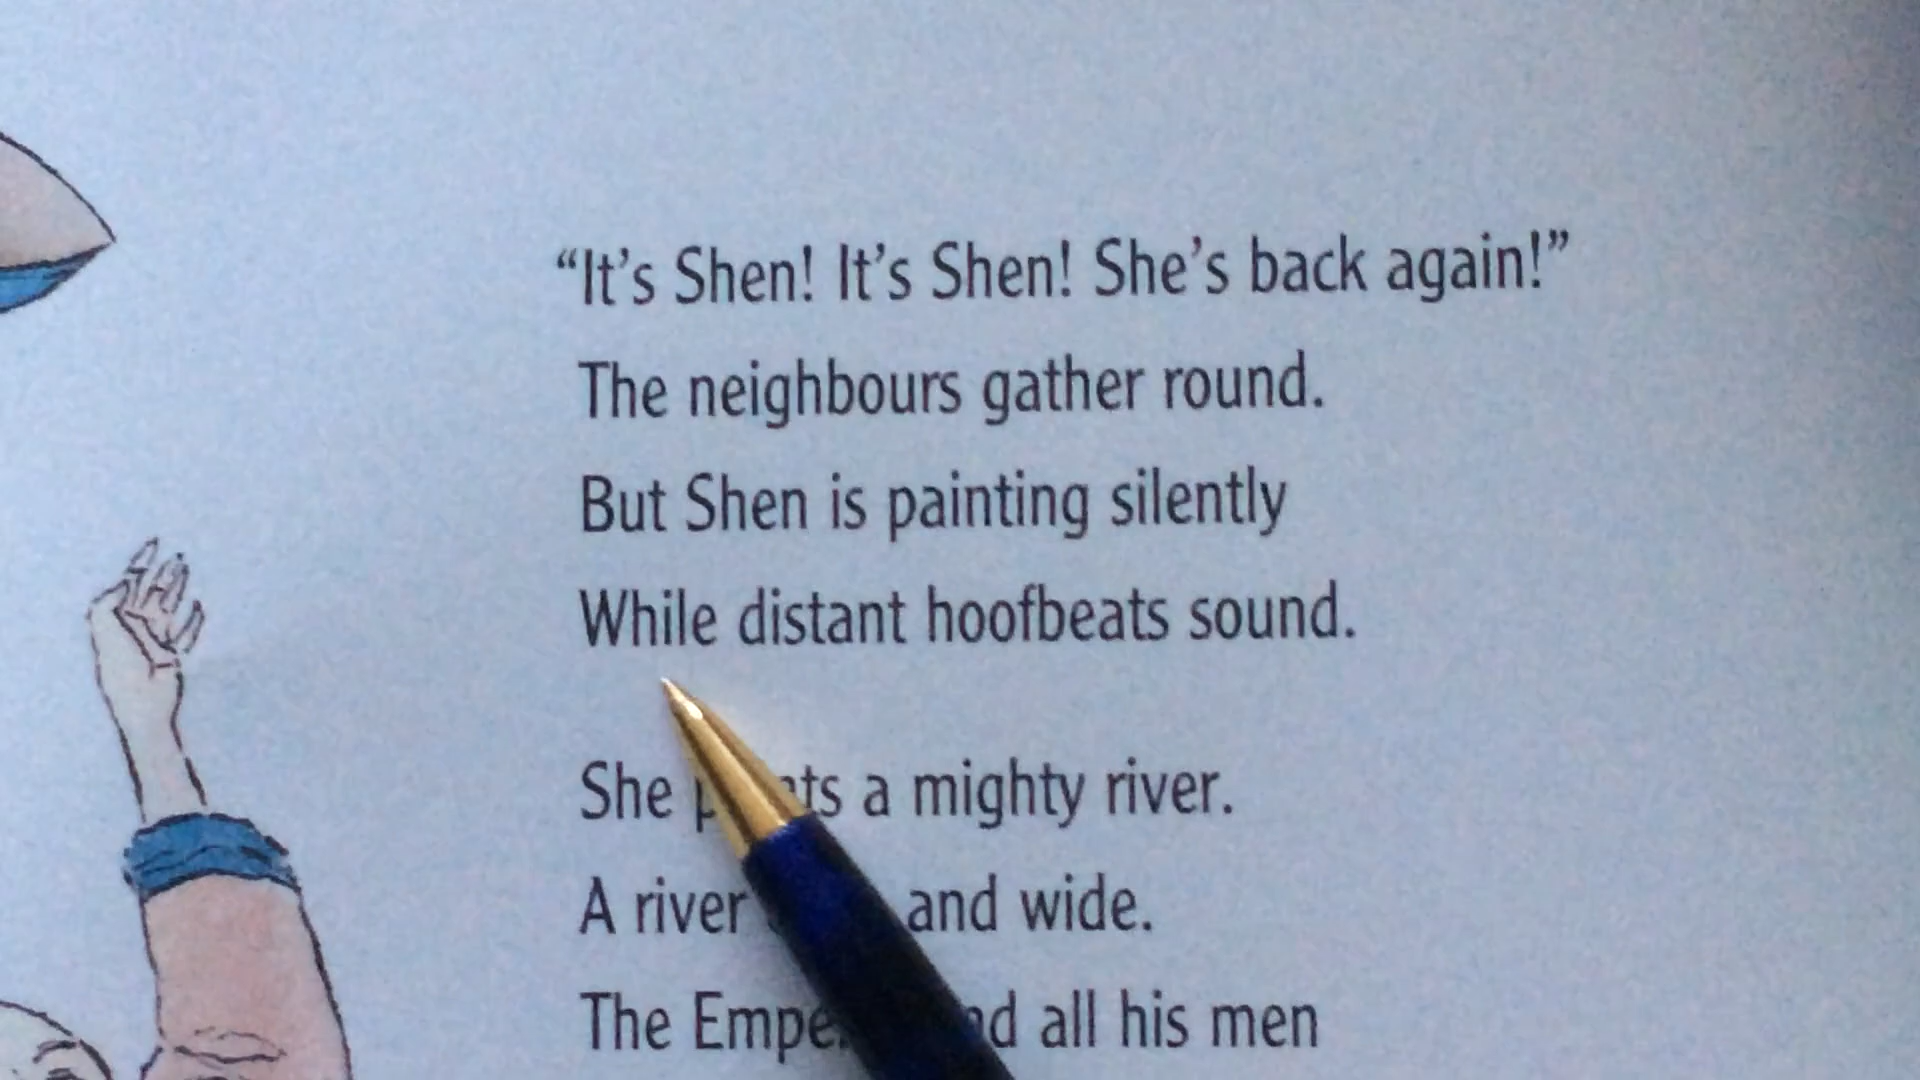 “It’s Shen! It’s Shen! She’s back again!”
The neighbours gather round.
But Shen is painting silently
While distant hoofbeats sound.
She a mighty river.
A river and wide.
The all his men